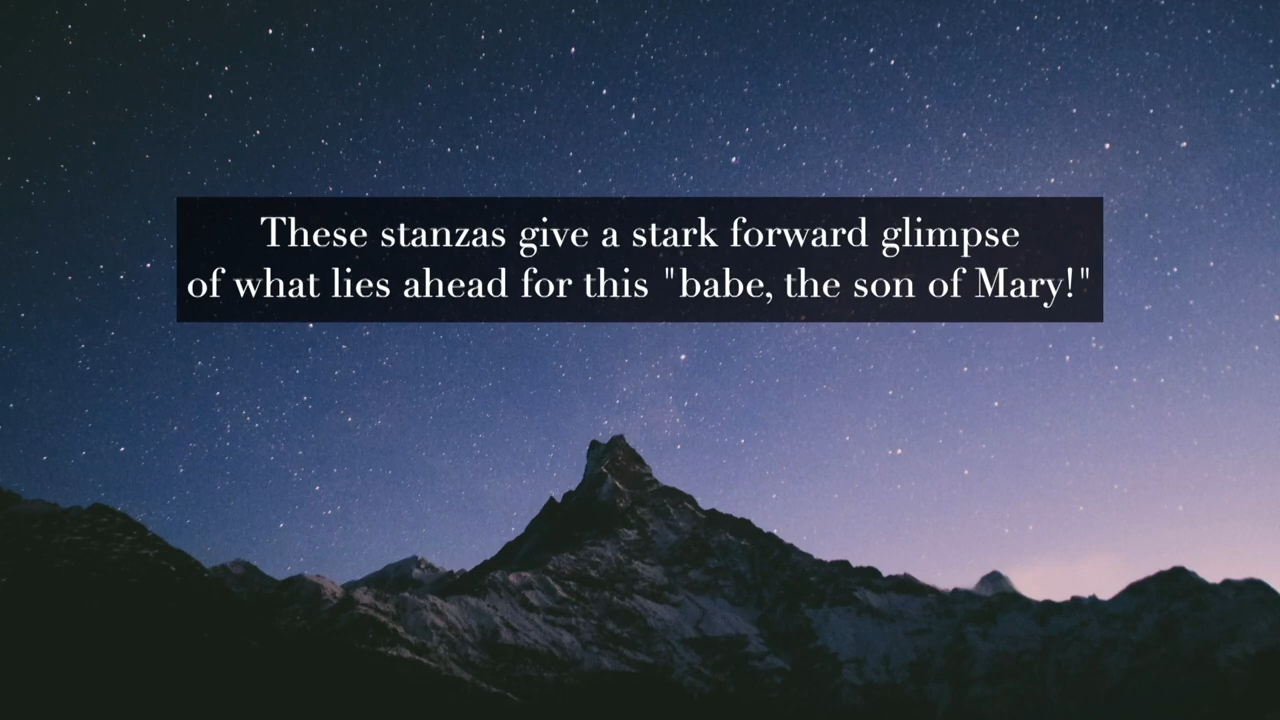 These stanzas give a stark forward glimpse
of what lies ahead for this "babe, the son of Mary!"